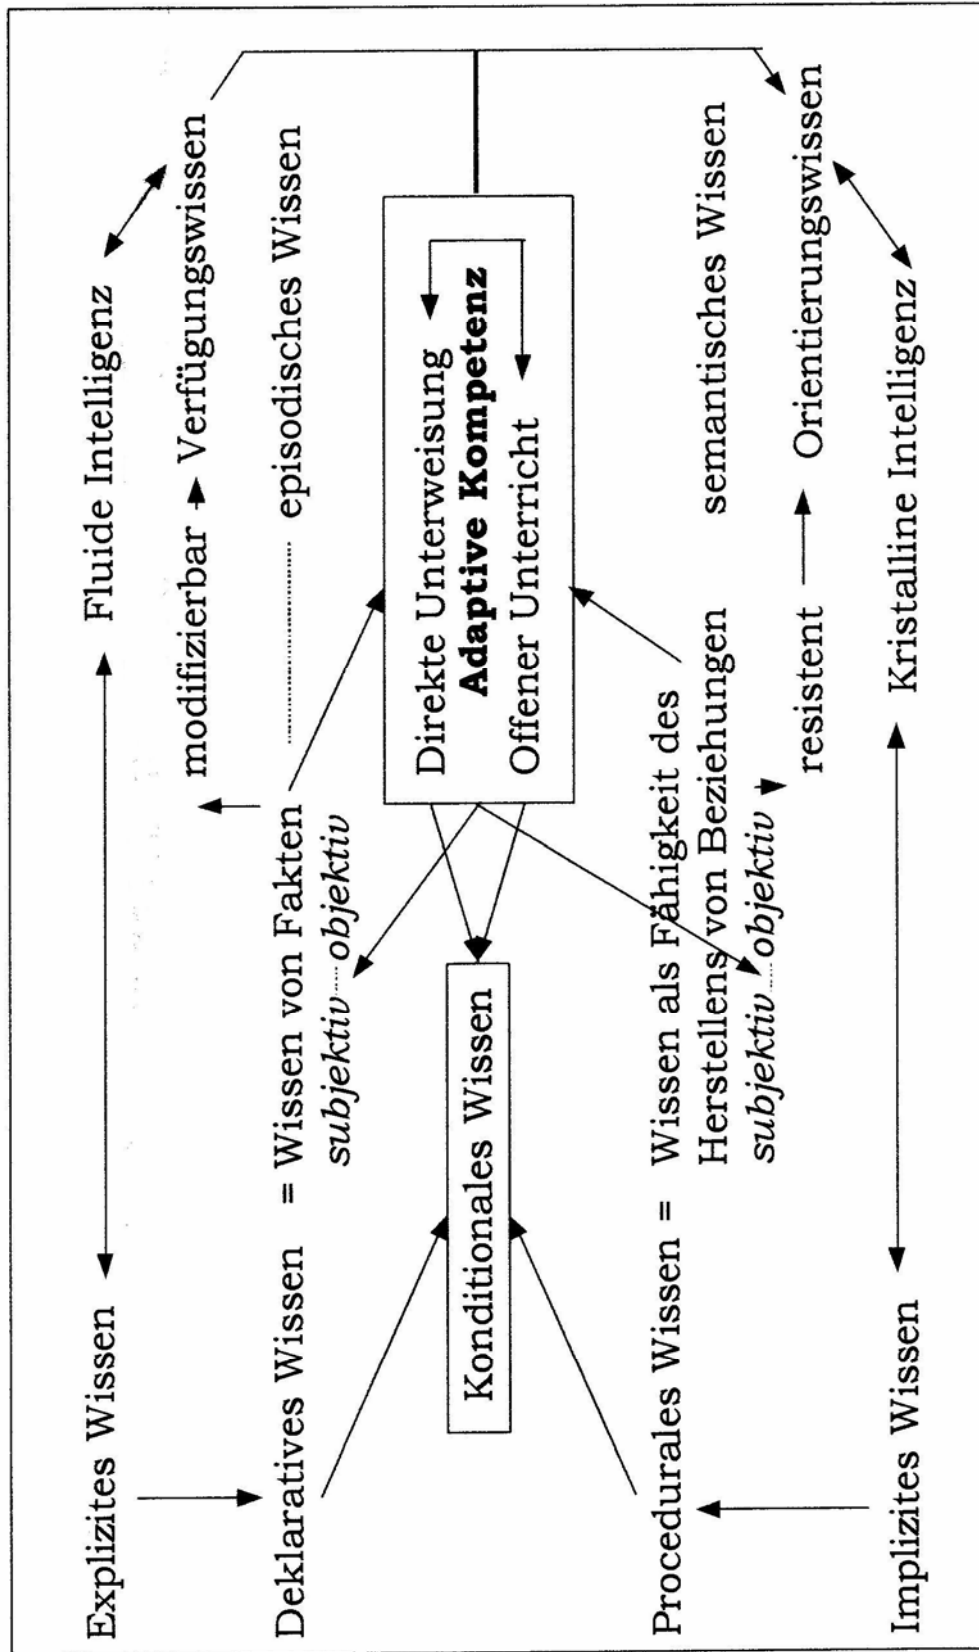 Explizites Wissen
Fluide Intelligenz
modifizierbar
Verfügungswissen
Deklaratives Wissen = Wissen von Fakten
episodisches Wissen
subjektiv objektiv
Konditionales Wissen
Direkte Unterweisung
Adaptive Kompetenz
Offener Unterricht
Procedurales Wissen = Wissen als Fähigkeit des
Herstellens von Beziehungen
semantisches Wissen
subjektiv objektiv
resistent
Orientierungswissen
Implizites Wissen
Kristalline Intelligenz